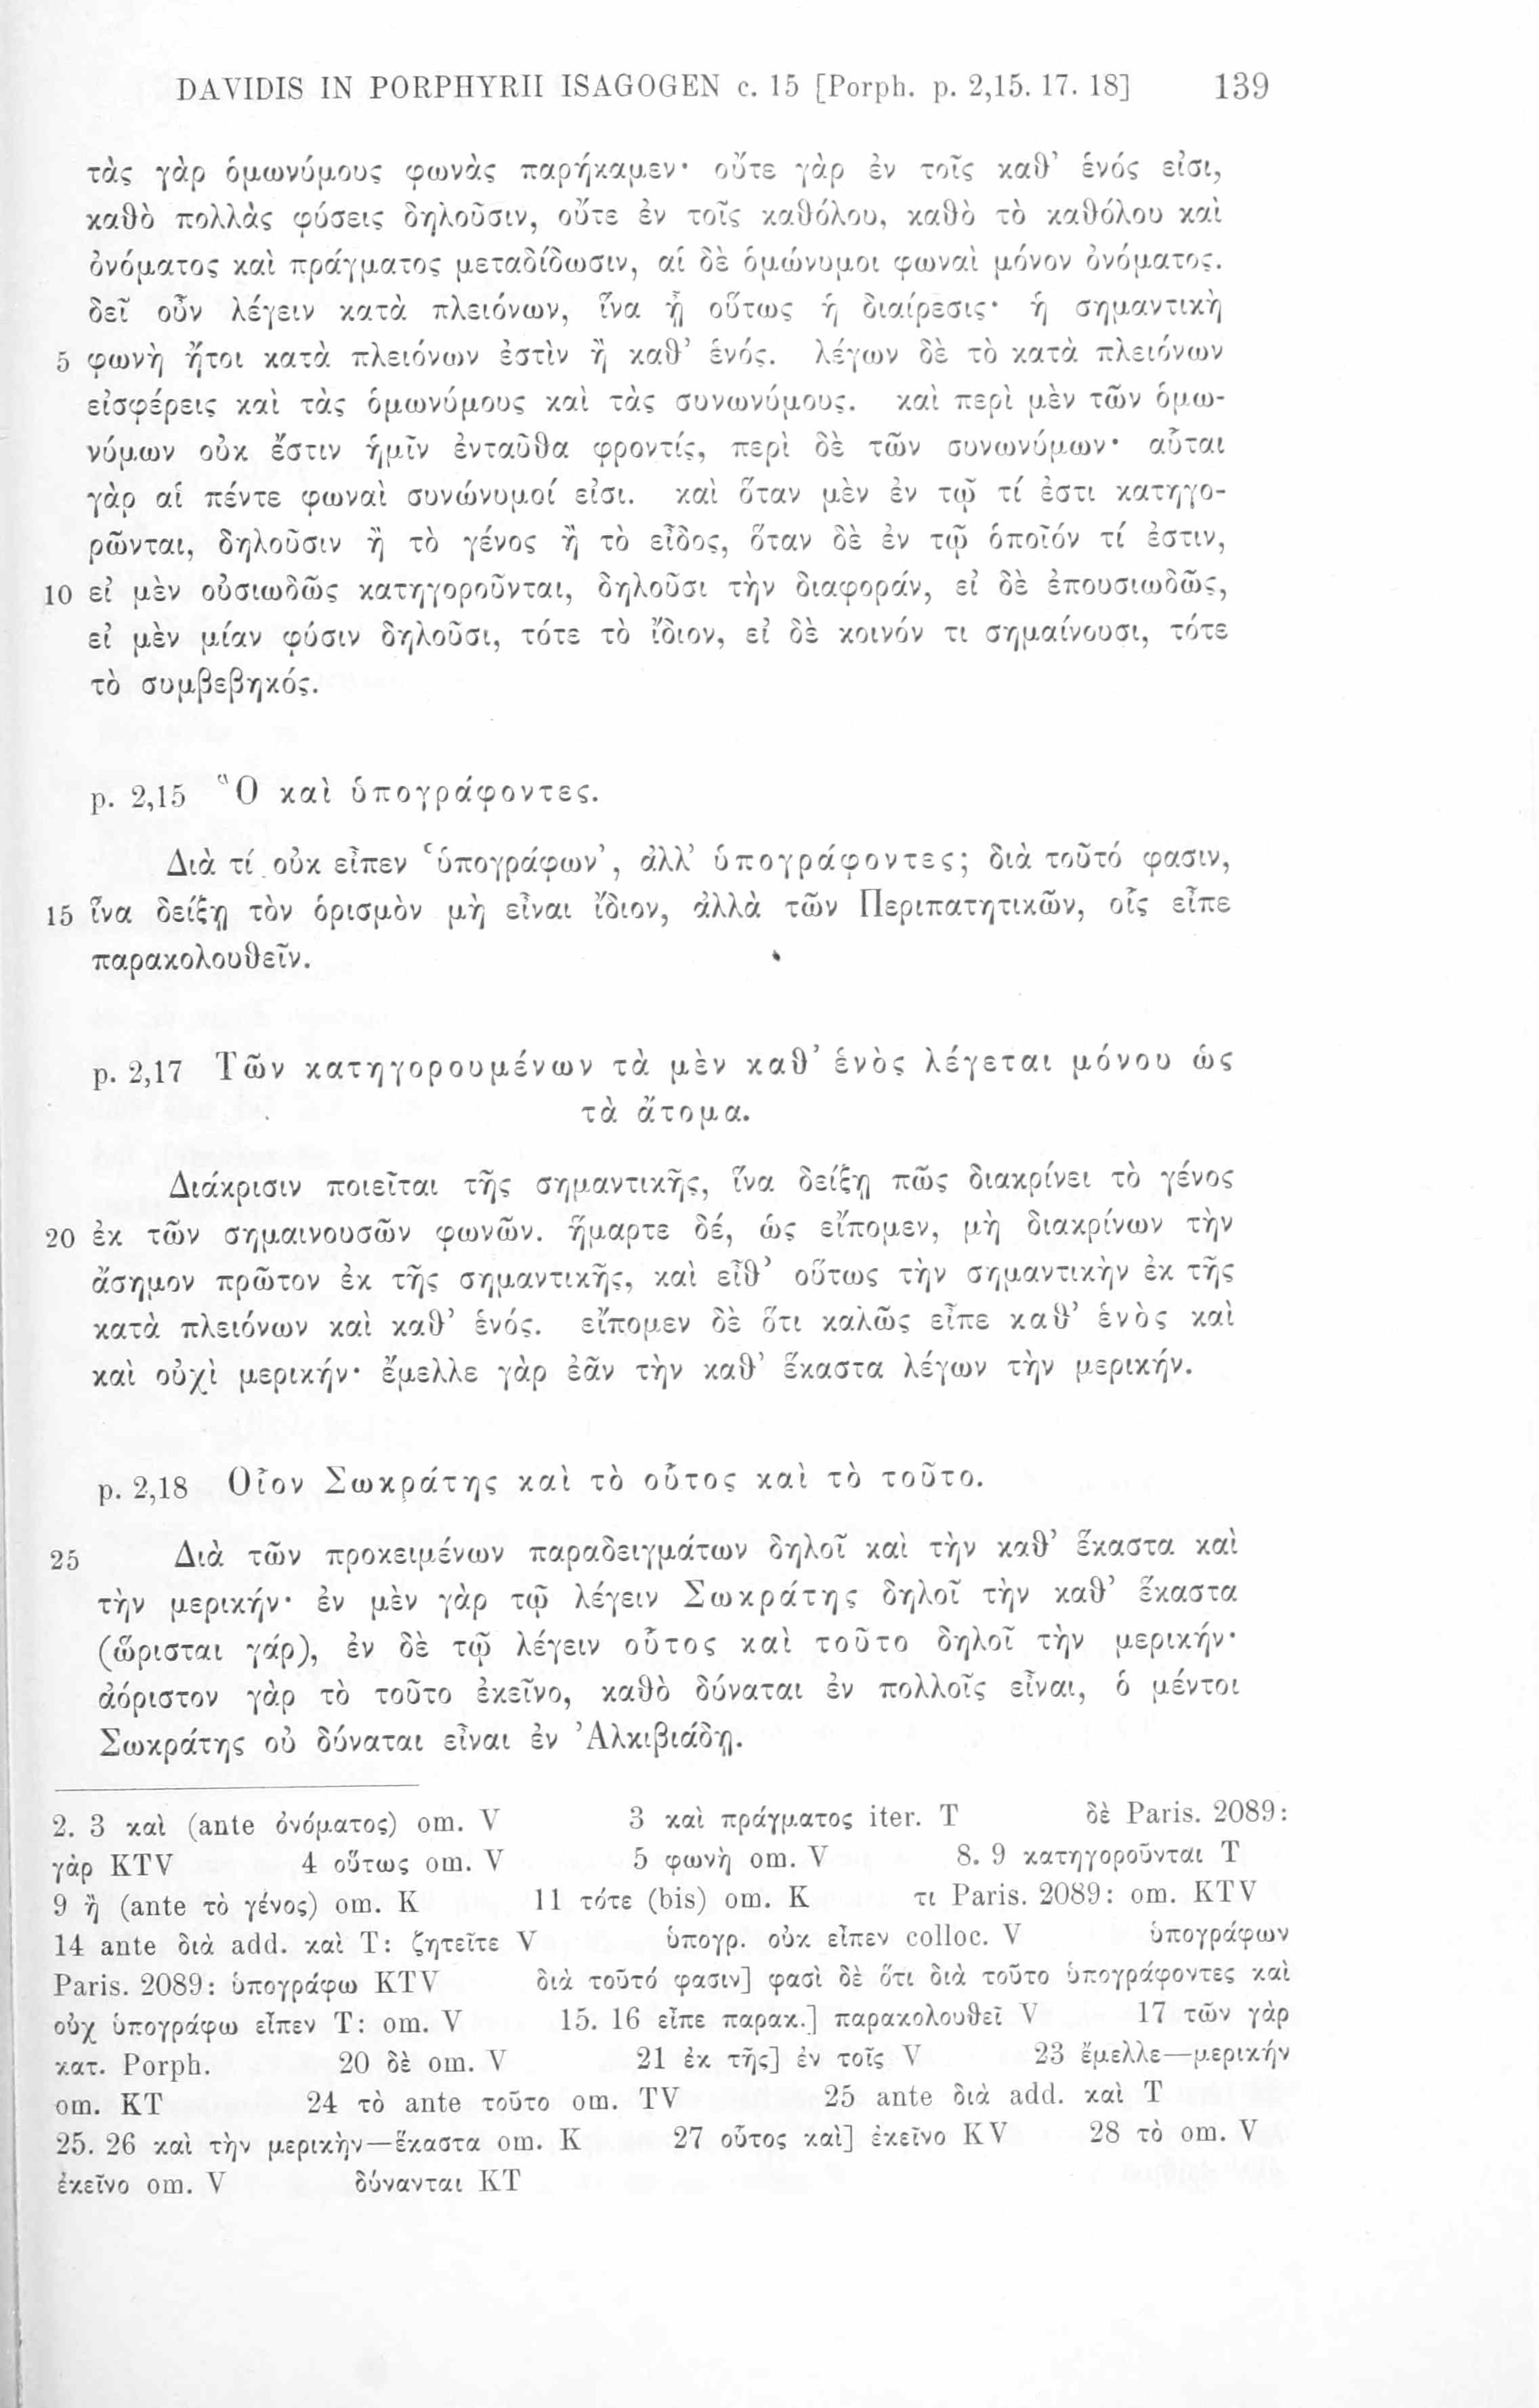 DAVIDIS IN PORPHYRII ISAGOGEN c. 15 [Porph. p. 2,15. 17. 18] 139
τὰς γὰρ ὁμωνύμους φωνὰς παρήκαμεν· οὔτε γὰρ ἐν τοῖς καθ’ ἑνός εἰσι,
καθὸ πολλὰς φύσεις δηλοῦσιν, οὔτε ἐν τοῖς καθόλου, καθὸ τὸ καθόλου καὶ
ὀνόματος καὶ πράγματος μεταδίδωσιν, αἱ δὲ ὁμώνυμοι φωναὶ μόνον ὀνόματος.
δεῖ οὖν λέγειν κατὰ πλειόνων, ἵνα ᾖ οὕτως ἡ διαίρεσις· ἡ σημαντικὴ
5 φωνὴ ἤτοι κατὰ πλειόνων ἐστὶν ἢ καθ’ ἑνός. λέγων δὲ τὸ κατὰ πλειόνων
εἰσφέρεις καὶ τὰς ὁμωνύμους καὶ τὰς συνωνύμους. καὶ περὶ μὲν τῶν ὁμω-
νύμων οὐκ ἔστιν ἡμῖν ἐνταῦθα φροντίς, περὶ δὲ τῶν συνωνύμων· αὗται
γὰρ αἱ πέντε φωναὶ συνώνυμοί εἰσι. καὶ ὅταν μὲν ἐν τῷ τί ἐστι κατηγο-
ρῶνται, δηλοῦσιν ἢ τὸ γένος ἢ τὸ εἶδος, ὅταν δὲ ἐν τῷ ὁποῖόν τί ἐστιν,
10 εἰ μὲν οὐσιωδῶς κατηγοροῦνται, δηλοῦσι τὴν διαφοράν, εἰ δὲ ἐπουσιωδῶς,
εἰ μὲν μίαν φύσιν δηλοῦσι, τότε τὸ ἴδιον, εἰ δὲ κοινόν τι σημαίνουσι, τότε
τὸ συμβεβηκός.
p. 2,15 Ὃ καὶ ὑπογράφοντες.
Διὰ τί οὐκ εἶπεν ‘ὑπογράφων’, ἀλλ’ ὑπογράφοντες; διὰ τοῦτό φασιν,
15 ἵνα δείξῃ τὸν ὁρισμὸν μὴ εἶναι ἴδιον, ἀλλὰ τῶν Περιπατητικῶν, οἷς εἶπε
παρακολουθεῖν.
p. 2,17 Τῶν κατηγορουμένων τὰ μὲν καθ’ ἑνὸς λέγεται μόνου ὡς
τὰ ἄτομα.
Διάκρισιν ποιεῖται τῆς σημαντικῆς, ἵνα δείξῃ πῶς διακρίνει τὸ γένος
20 ἐκ τῶν σημαινουσῶν φωνῶν. ἥμαρτε δέ, ὡς εἴπομεν, μὴ διακρίνων τὴν
ἄσημον πρῶτον ἐκ τῆς σημαντικῆς, καὶ εἶθ’ οὕτως τὴν σημαντικὴν ἐκ τῆς
κατὰ πλειόνων καὶ καθ’ ἑνός. εἴπομεν δὲ ὅτι καλῶς εἶπε καθ’ ἑνὸς καὶ
καὶ οὐχὶ μερικήν· ἔμελλε γὰρ ἐᾶν τὴν καθ’ ἕκαστα λέγων τὴν μερικήν.
p. 2,18 Οἷον Σωκράτης καὶ τὸ οὗτος καὶ τὸ τοῦτο.
25 Διὰ τῶν προκειμένων παραδειγμάτων δηλοῖ καὶ τὴν καθ’ ἕκαστα καὶ
τὴν μερικήν· ἐν μὲν γὰρ τῷ λέγειν Σωκράτης δηλοῖ τὴν καθ’ ἕκαστα
(ὥρισται γάρ), ἐν δὲ τῷ λέγειν οὗτος καὶ τοῦτο δηλοῖ τὴν μερικήν·
ἀόριστον γὰρ τὸ τοῦτο ἐκεῖνο, καθὸ δύναται ἐν πολλοῖς εἶναι, ὁ μέντοι
Σωκράτης οὐ δύναται εἶναι ἐν Ἀλκιβιάδῃ.
2. 3 καὶ (ante ὀνόματος) om. V 3 καὶ πράγματος iter. T δὲ Paris. 2089:
γὰρ KTV 4 οὕτως om. V 5 φωνὴ om. V 8. 9 κατηγοροῦνται T
9 ἢ (ante τὸ γένος) om. K 11 τότε (bis) om. K τι Paris. 2089: om. KTV
14 ante διὰ add. καὶ T: ζητεῖτε V ὑπογρ. οὐκ εἶπεν colloc. V ὑπογράφων
Paris. 2089: ὑπογράφω KTV διὰ τοῦτό φασιν] φασὶ δὲ ὅτι διὰ τοῦτο ὑπογράφοντες καὶ
οὐχ ὑπογράφω εἶπεν T: om. V 15. 16 εἶπε παρακ.] παρακολουθεῖ V 17 τῶν γὰρ
κατ. Porph. 20 δὲ om. V 21 ἐκ τῆς] ἐν τοῖς V 23 ἔμελλε—μερικήν
om. KT 24 τὸ ante τοῦτο om. TV 25 ante διὰ add. καὶ T
25. 26 καὶ τὴν μερικὴν—ἕκαστα om. K 27 οὗτος καὶ] ἐκεῖνο KV 28 τὸ om. V
ἐκεῖνο om. V δύνανται KT